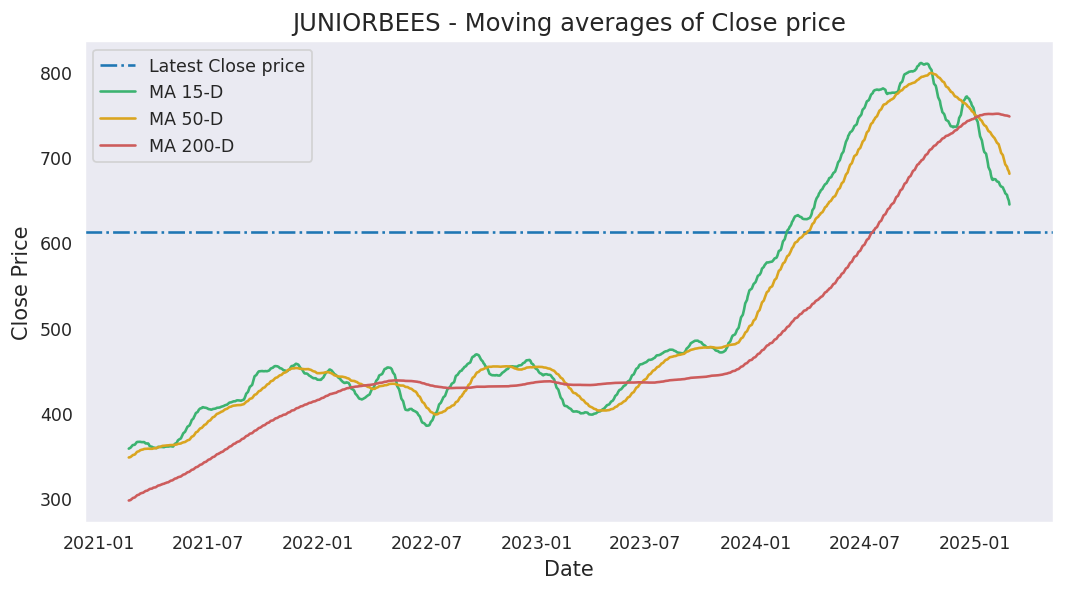 JUNIORBEES - Moving averages of Close price
Latest Close price
MA 15-D
MA 50-D
MA 200-D
Close Price
800
700
600
500
400
300
2021-01 2021-07 2022-01 2022-07 2023-01 2023-07 2024-01 2024-07 2025-01
Date